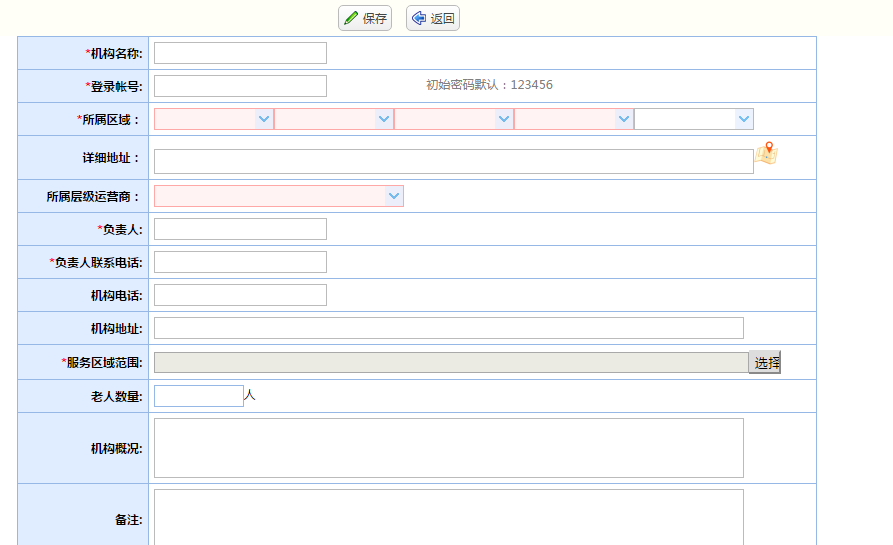 保存 返回
*机构名称:
*登录帐号: 初始密码默认：123456
*所属区域：
详细地址：
所属层级运营商：
*负责人:
*负责人联系电话:
机构电话:
机构地址:
*服务区域范围: 选择
老人数量: 人
机构概况:
备注: